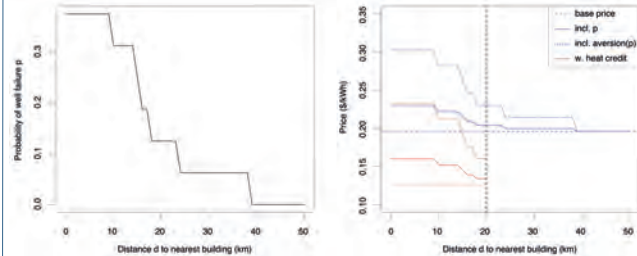 Probability of well failure p
0.3
0.2
0.1
0.0
0 10 20 30 40 50
Distance d to nearest building (km)
Price ($/kWh)
0.35
0.30
0.25
0.20
0.15
0.10
0 10 20 30 40 50
Distance d to nearest building (km)
base price
incl. p
incl. aversion(p)
w. heat credit